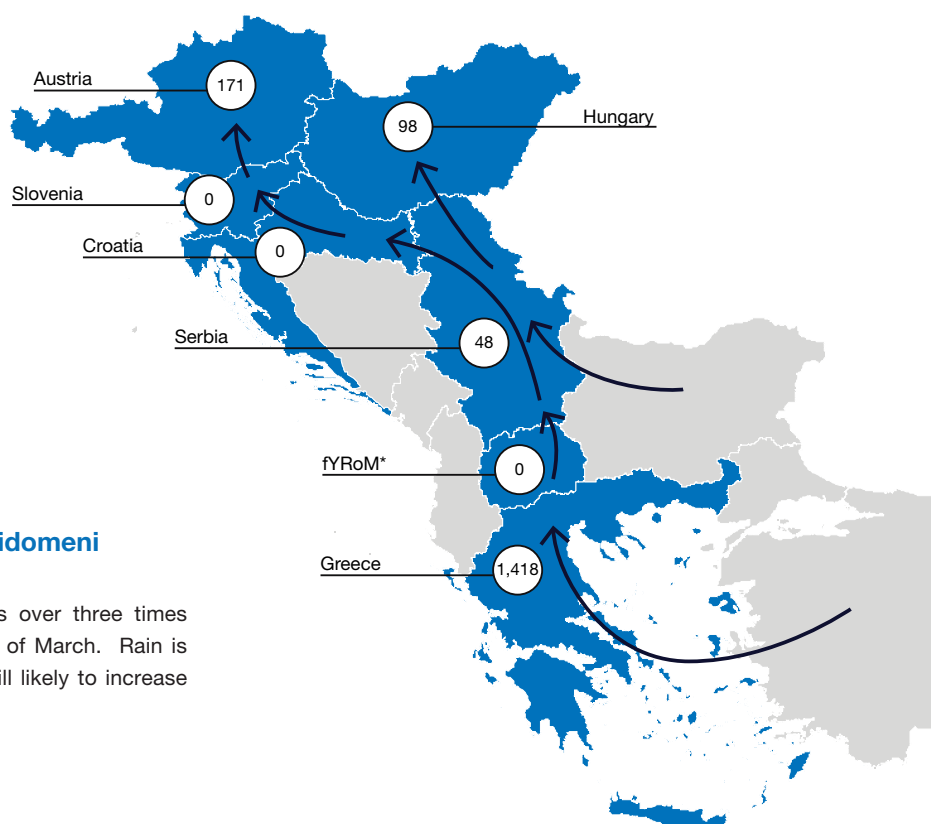 Austria
171
98
Hungary
Slovenia
0
Croatia
0
Serbia
48
fYRoM*
0
idomeni
Greece
1,418
s over three times
of March. Rain is
ill likely to increase